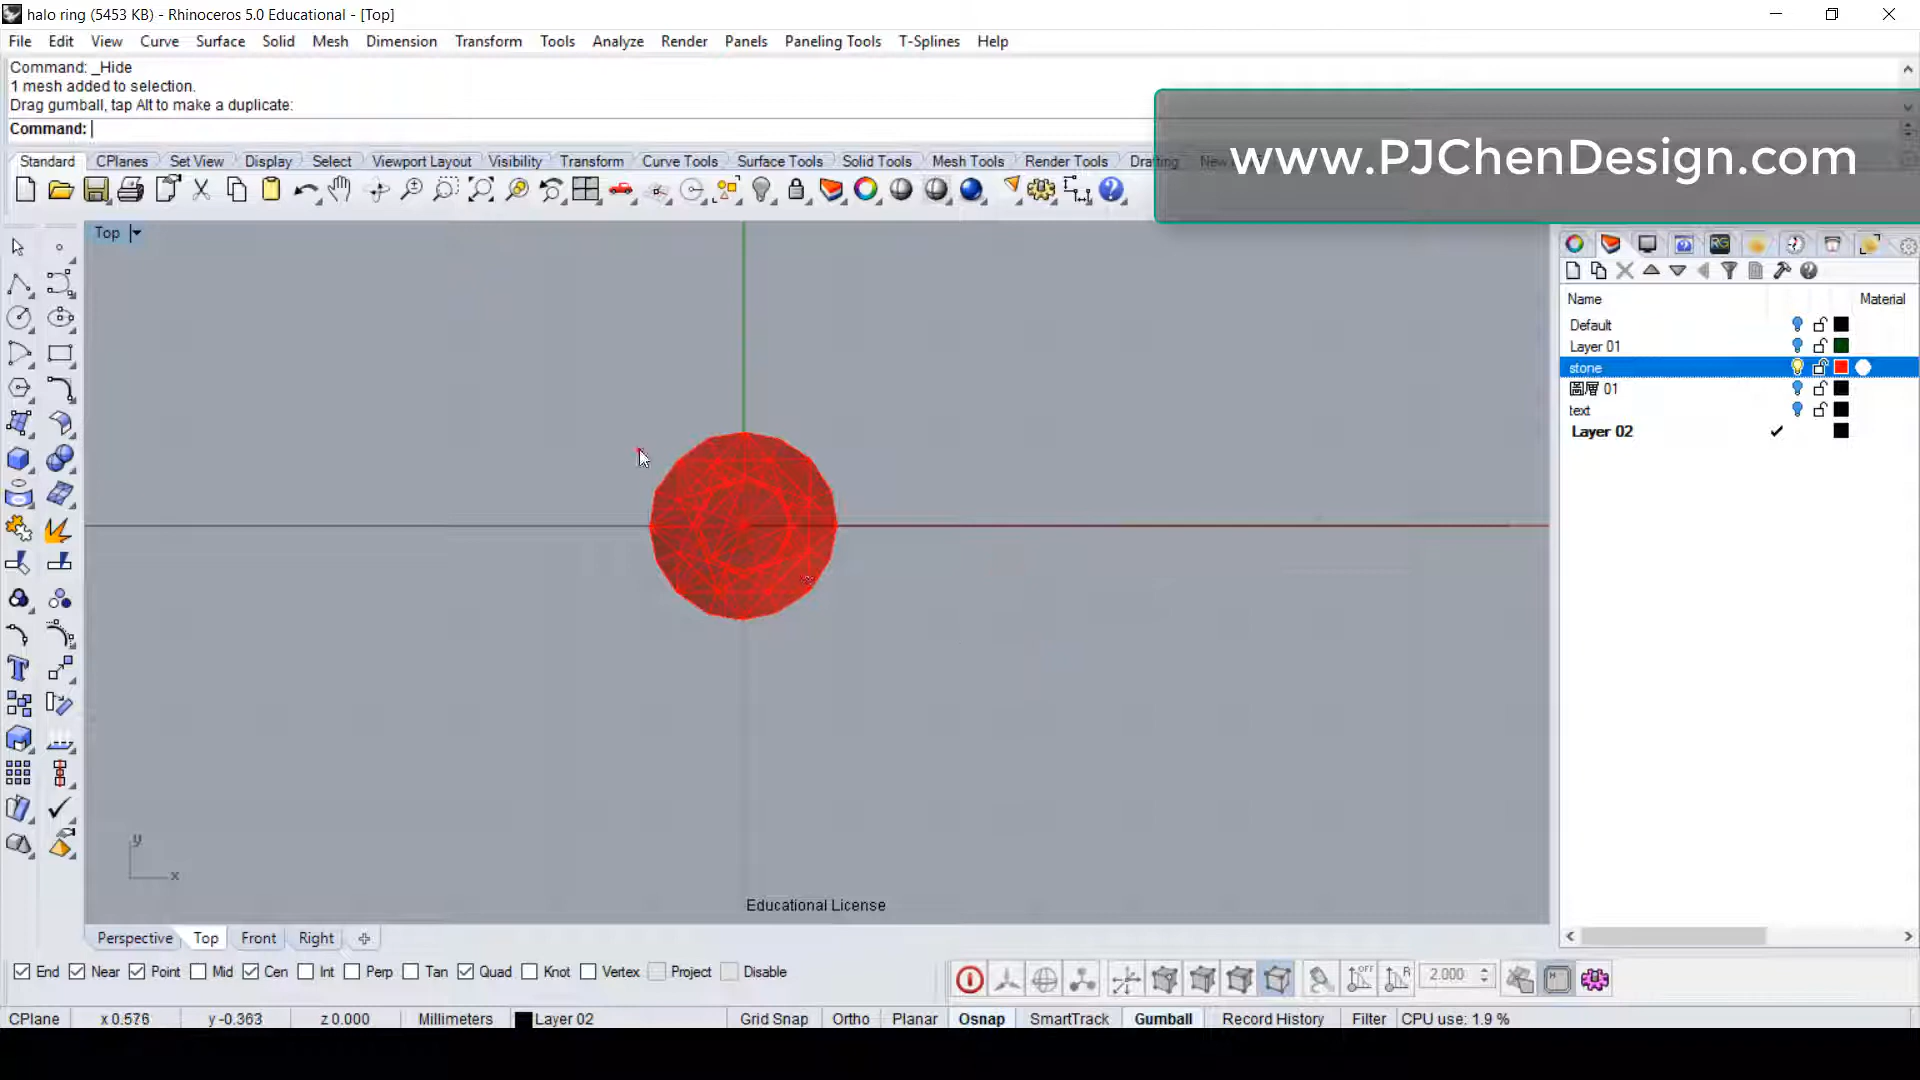 halo ring (5453 KB) - Rhinoceros 5.0 Educational - [Top]
File Edit View Curve Surface Solid Mesh Dimension Transform Tools Analyze Render Panels Paneling Tools T-Splines Help
Command: _Hide
1 mesh added to selection.
Drag gumball, tap Alt to make a duplicate:
Command:
www.PJChenDesign.com
Standard CPlanes Set View Display Select Viewport Layout Visibility Transform Curve Tools Surface Tools Solid Tools Mesh Tools Render Tools
Top
RG
Name Material
Default
Layer 01
stone
圖層 01
text
Layer 02
y
x
Educational License
Perspective Top Front Right
End Near Point Mid Cen Int Perp Tan Quad Knot Vertex Project Disable
OFF R 2.000
CPlane x 0.576 y -0.363 z 0.000 Millimeters Layer 02 Grid Snap Ortho Planar Osnap SmartTrack Gumball Record History Filter CPU use: 1.9 %